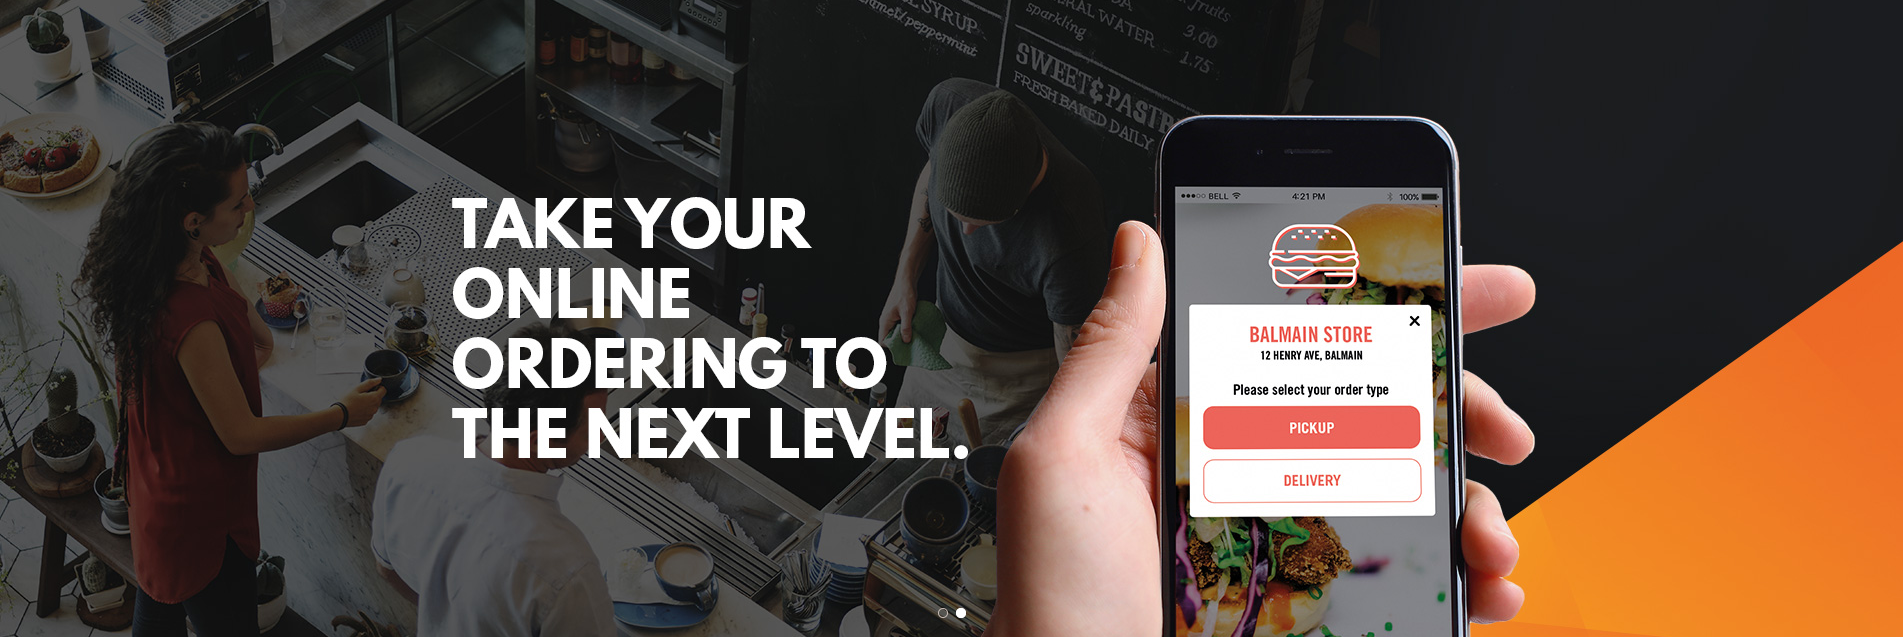 SYRUP
caramel/peppermint
MINERAL WATER – 1.75
sparkling
fruits
3.00
SWEET & PASTR
FRESH BAKED DAILY
TAKE YOUR
ONLINE
ORDERING TO
THE NEXT LEVEL.
BELL
4:21 PM
100%
BALMAIN STORE
12 HENRY AVE, BALMAIN
Please select your order type
PICKUP
DELIVERY